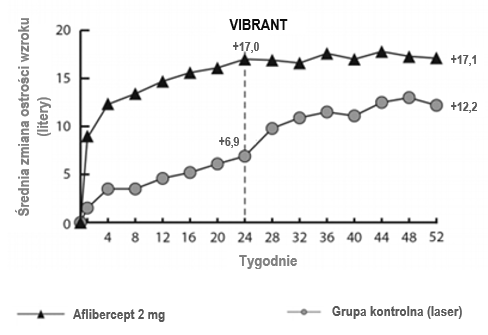 VIBRANT
Średnia zmiana ostrości wzroku
(litery)
20
15
10
5
0
+17,0
+6,9
+17,1
+12,2
4 8 12 16 20 24 28 32 36 40 44 48 52
Tygodnie
Aflibercept 2 mg
Grupa kontrolna (laser)